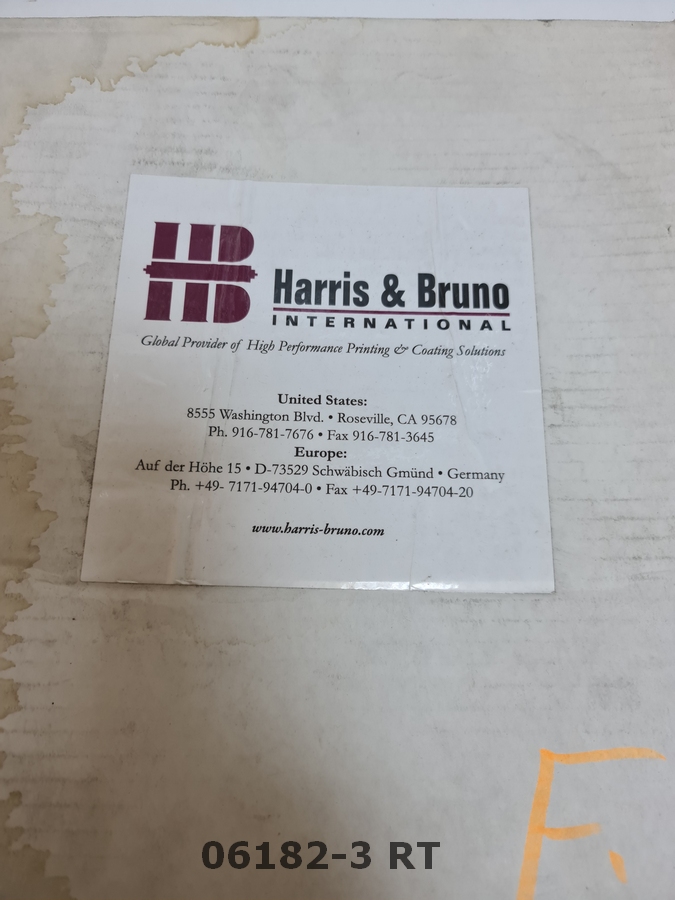 HB
Harris & Bruno
INTERNATIONAL
Global Provider of High Performance Printing & Coating Solutions
United States:
8555 Washington Blvd. • Roseville, CA 95678
Ph. 916-781-7676 • Fax 916-781-3645
Europe:
Auf der Höhe 15 • D-73529 Schwäbisch Gmünd • Germany
Ph. +49- 7171-94704-0 • Fax +49-7171-94704-20
www.harris-bruno.com
F.
06182-3 RT